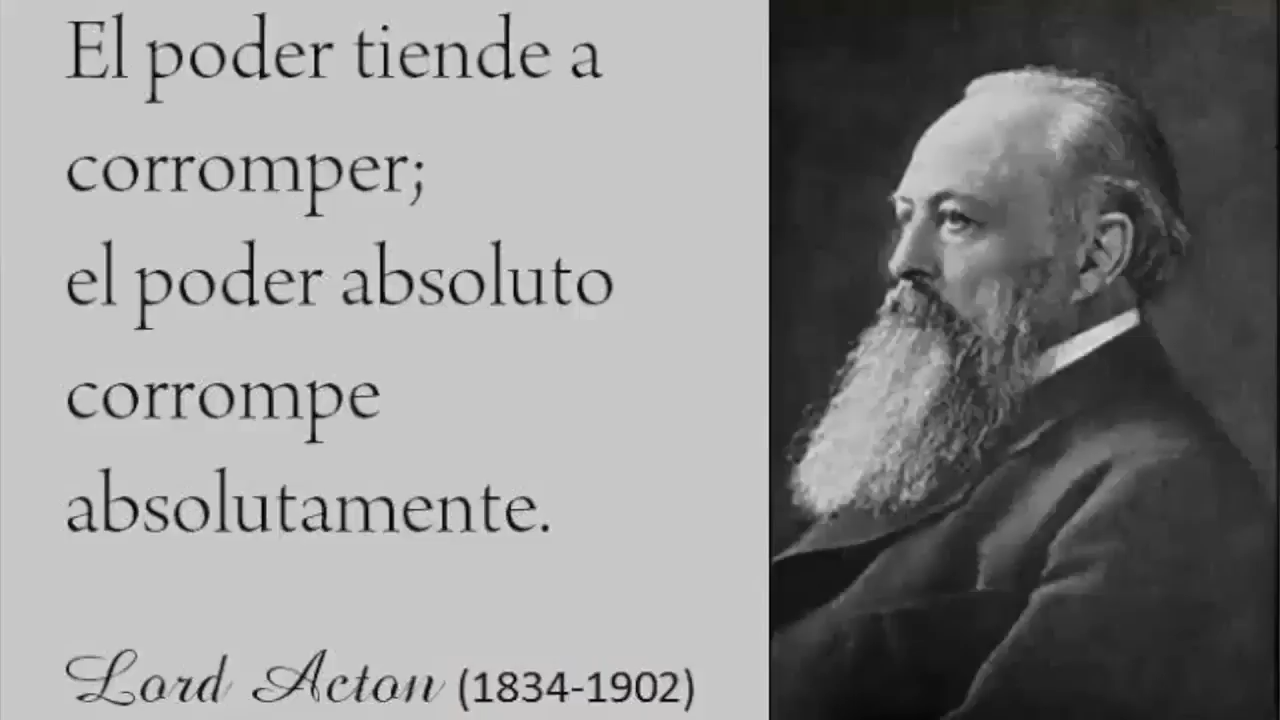 El poder tiende a
corromper;
el poder absoluto
corrompe
absolutamente.
Lord Acton (1834-1902)